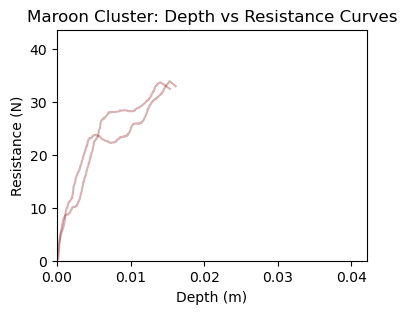 Maroon Cluster: Depth vs Resistance Curves
40
30
20
10
0
Resistance (N)
0.00 0.01 0.02 0.03 0.04
Depth (m)